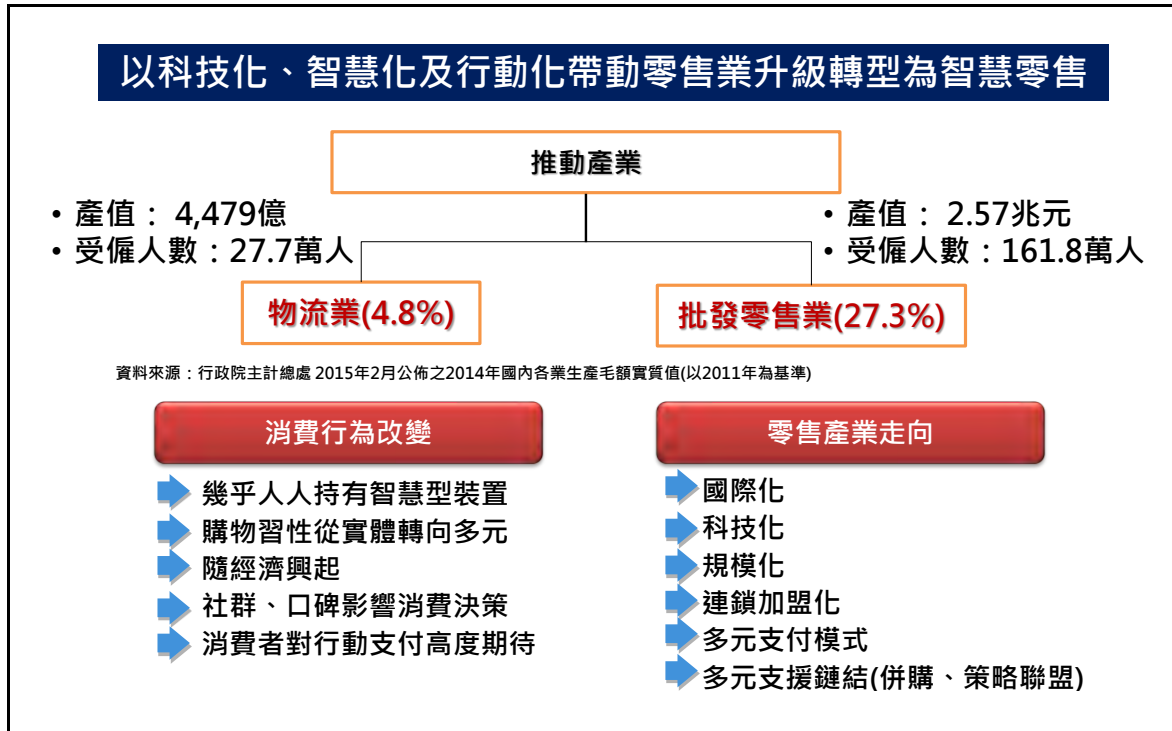 以科技化、智慧化及行動化帶動零售業升級轉型為智慧零售
推動產業
• 產值： 4,479億
• 受僱人數：27.7萬人
• 產值： 2.57兆元
• 受僱人數：161.8萬人
物流業(4.8%)
批發零售業(27.3%)
資料來源：行政院主計總處 2015年2月公佈之2014年國內各業生產毛額實質值(以2011年為基準)
消費行為改變
幾乎人人持有智慧型裝置
購物習性從實體轉向多元
隨經濟興起
社群、口碑影響消費決策
消費者對行動支付高度期待
零售產業走向
國際化
科技化
規模化
連鎖加盟化
多元支付模式
多元支援鏈結(併購、策略聯盟)